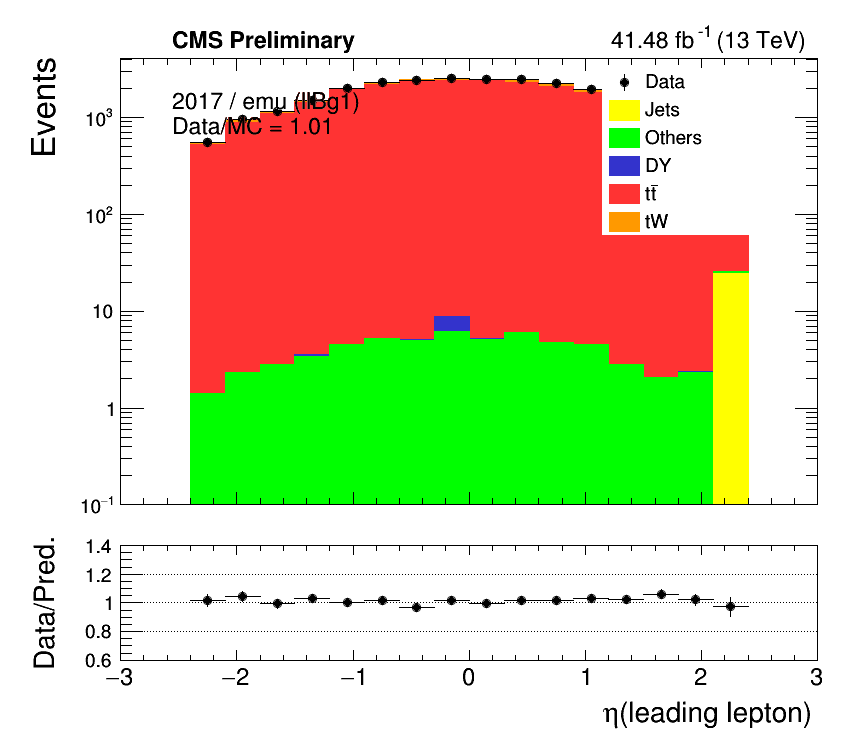 CMS Preliminary
41.48 fb⁻¹ (13 TeV)
Events
2017 / emu (llBg1)
Data/MC = 1.01
Data
Jets
Others
DY
tt̄
tW
10³
10²
10
1
10⁻¹
Data/Pred.
1.4
1.2
1
0.8
0.6
−3 −2 −1 0 1 2 3
η(leading lepton)